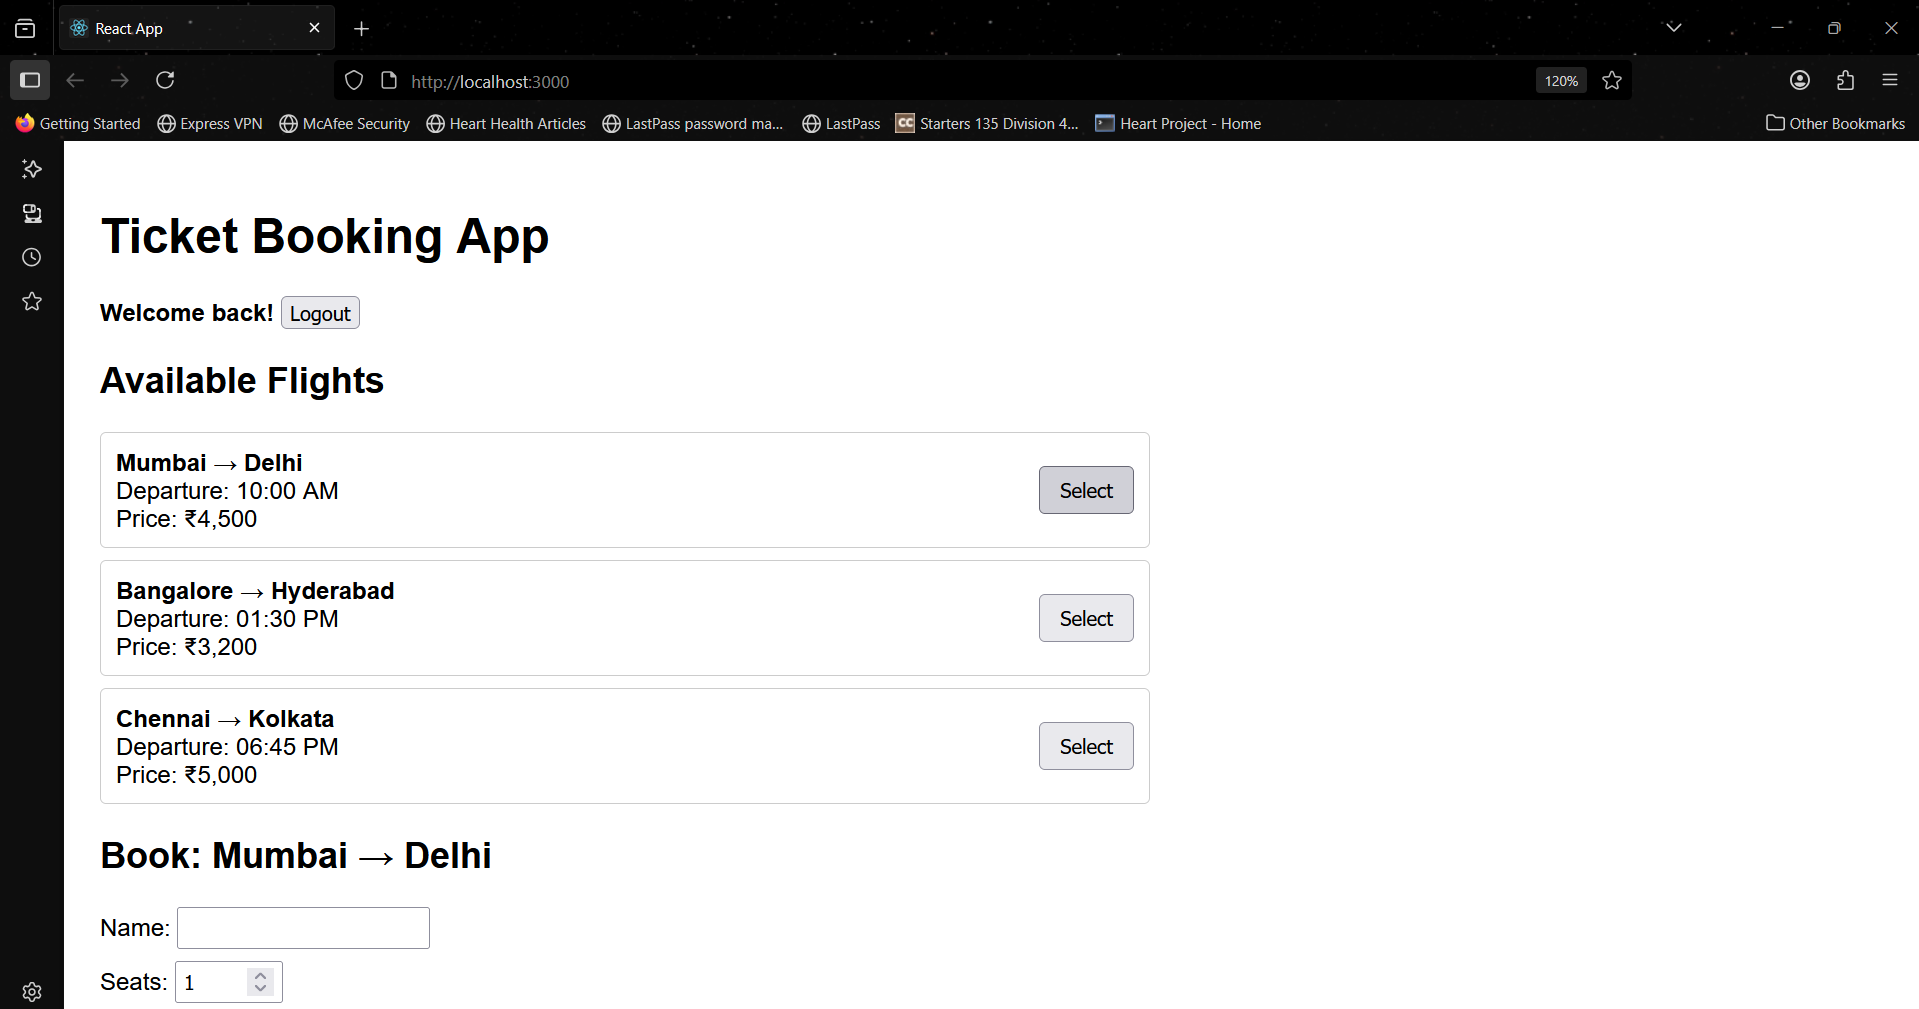 React App
http://localhost:3000
120%
Getting Started
Express VPN
McAfee Security
Heart Health Articles
LastPass password ma...
LastPass
CC
Starters 135 Division 4...
Heart Project - Home
Other Bookmarks
Ticket Booking App
Welcome back! Logout
Available Flights
Mumbai → Delhi
Departure: 10:00 AM
Price: ₹4,500
Select
Bangalore → Hyderabad
Departure: 01:30 PM
Price: ₹3,200
Select
Chennai → Kolkata
Departure: 06:45 PM
Price: ₹5,000
Select
Book: Mumbai → Delhi
Name:
Seats: 1